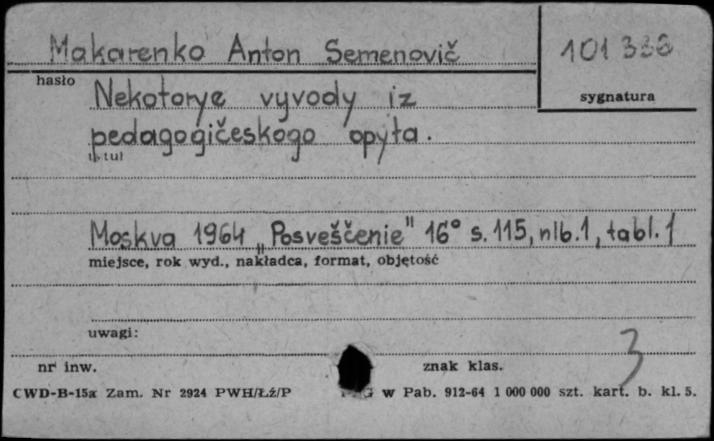 Makarenko Anton Semenovič
101 336
hasło
sygnatura
Nekotorye vyvody iz
pedagogičeskogo opyta.
tytuł
Moskva 1964 „Posveščenie" 16° s. 115, nlb. 1, tabl. 1
miejsce, rok wyd., nakładca, format, objętość
uwagi:
3
nr inw.
znak klas.
CWD-B-15a Zam. Nr 2924 PWH/Łź/P
w Pab. 912-64 1 000 000 szt. kart. b. kl. 5.